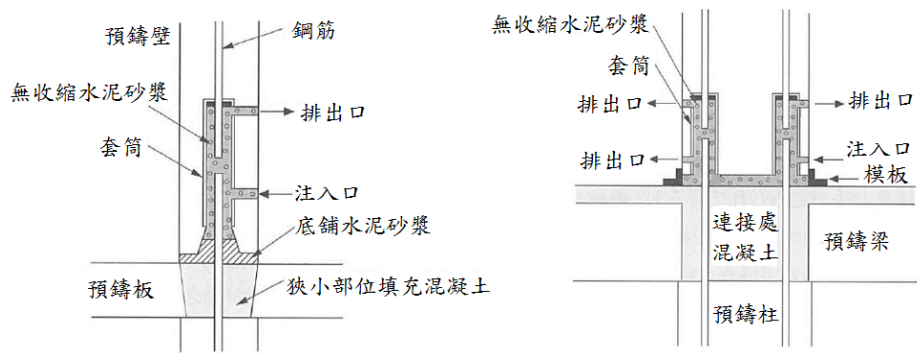 預鑄壁
鋼筋
無收縮水泥砂漿
排出口
套筒
注入口
底舖水泥砂漿
預鑄板
狹小部位填充混凝土
無收縮水泥砂漿
套筒
排出口
排出口
排出口
注入口
模板
連接處
混凝土
預鑄梁
預鑄柱